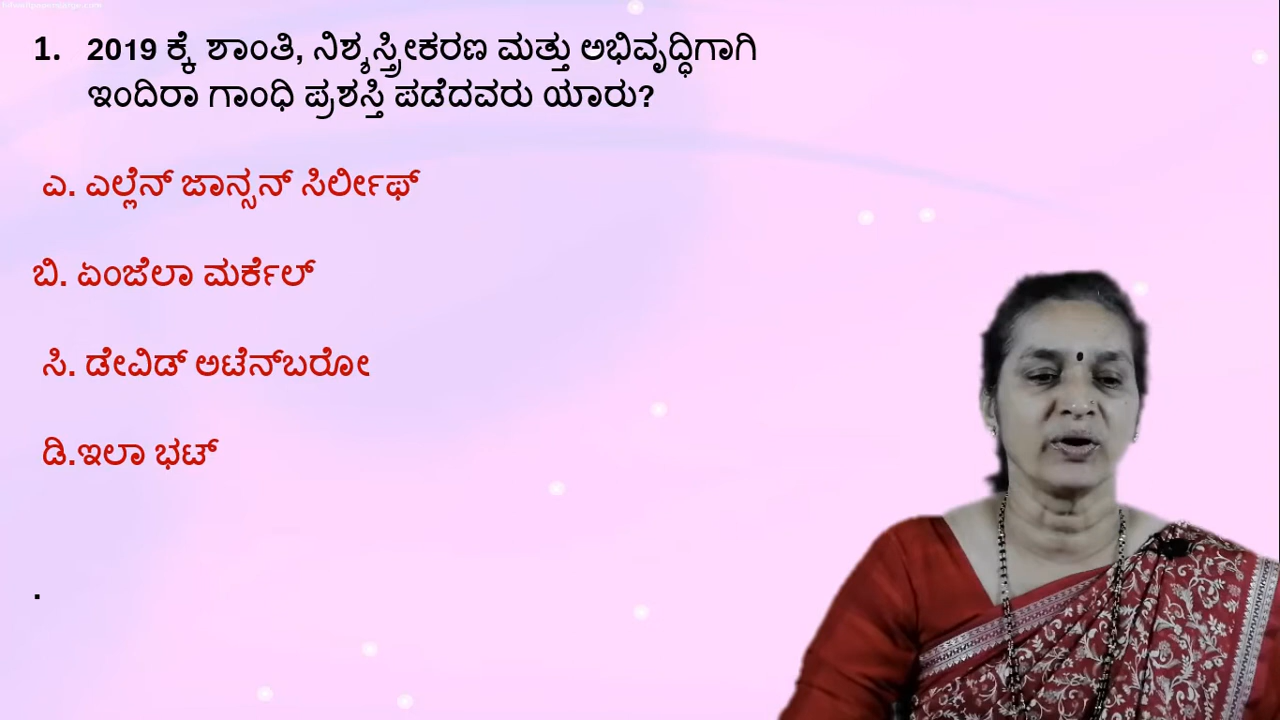 1. 2019 ಕ್ಕೆ ಶಾಂತಿ, ನಿಶ್ಶಸ್ತ್ರೀಕರಣ ಮತ್ತು ಅಭಿವೃದ್ಧಿಗಾಗಿ
ಇಂದಿರಾ ಗಾಂಧಿ ಪ್ರಶಸ್ತಿ ಪಡೆದವರು ಯಾರು?
ಎ. ಎಲ್ಲೆನ್ ಜಾನ್ಸನ್ ಸಿರ್ಲೀಫ್
ಬಿ. ಏಂಜೆಲಾ ಮರ್ಕೆಲ್
ಸಿ. ಡೇವಿಡ್ ಅಟೆನ್‌ಬರೋ
ಡಿ.ಇಲಾ ಭಟ್
.